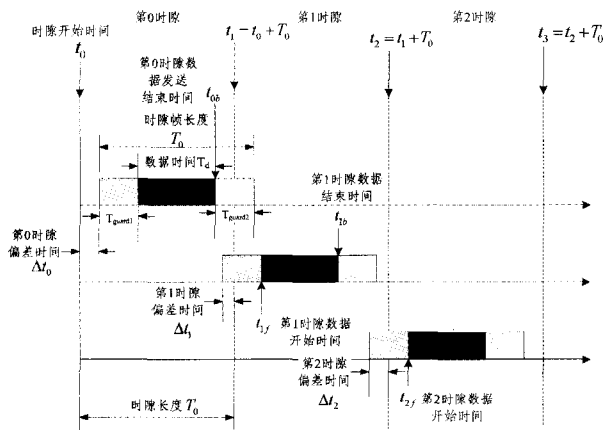 第0时隙
第1时隙
第2时隙
时隙开始时间
t₀
t₁ − t₀ + T₀
t₂ = t₁ + T₀
t₃ = t₂ + T₀
第0时隙数
据发送
结束时间
t₀b
时隙帧长度
T₀
数据时间T_d
第1时隙数据
结束时间
t₁b
T_guard1
T_guard2
第0时隙
偏差时间
Δt₀
第1时隙
偏差时间
Δt₁
t₁f
第1时隙数据
开始时间
第2时隙
偏差时间
Δt₂
t₂f
第2时隙数据
开始时间
时隙长度 T₀